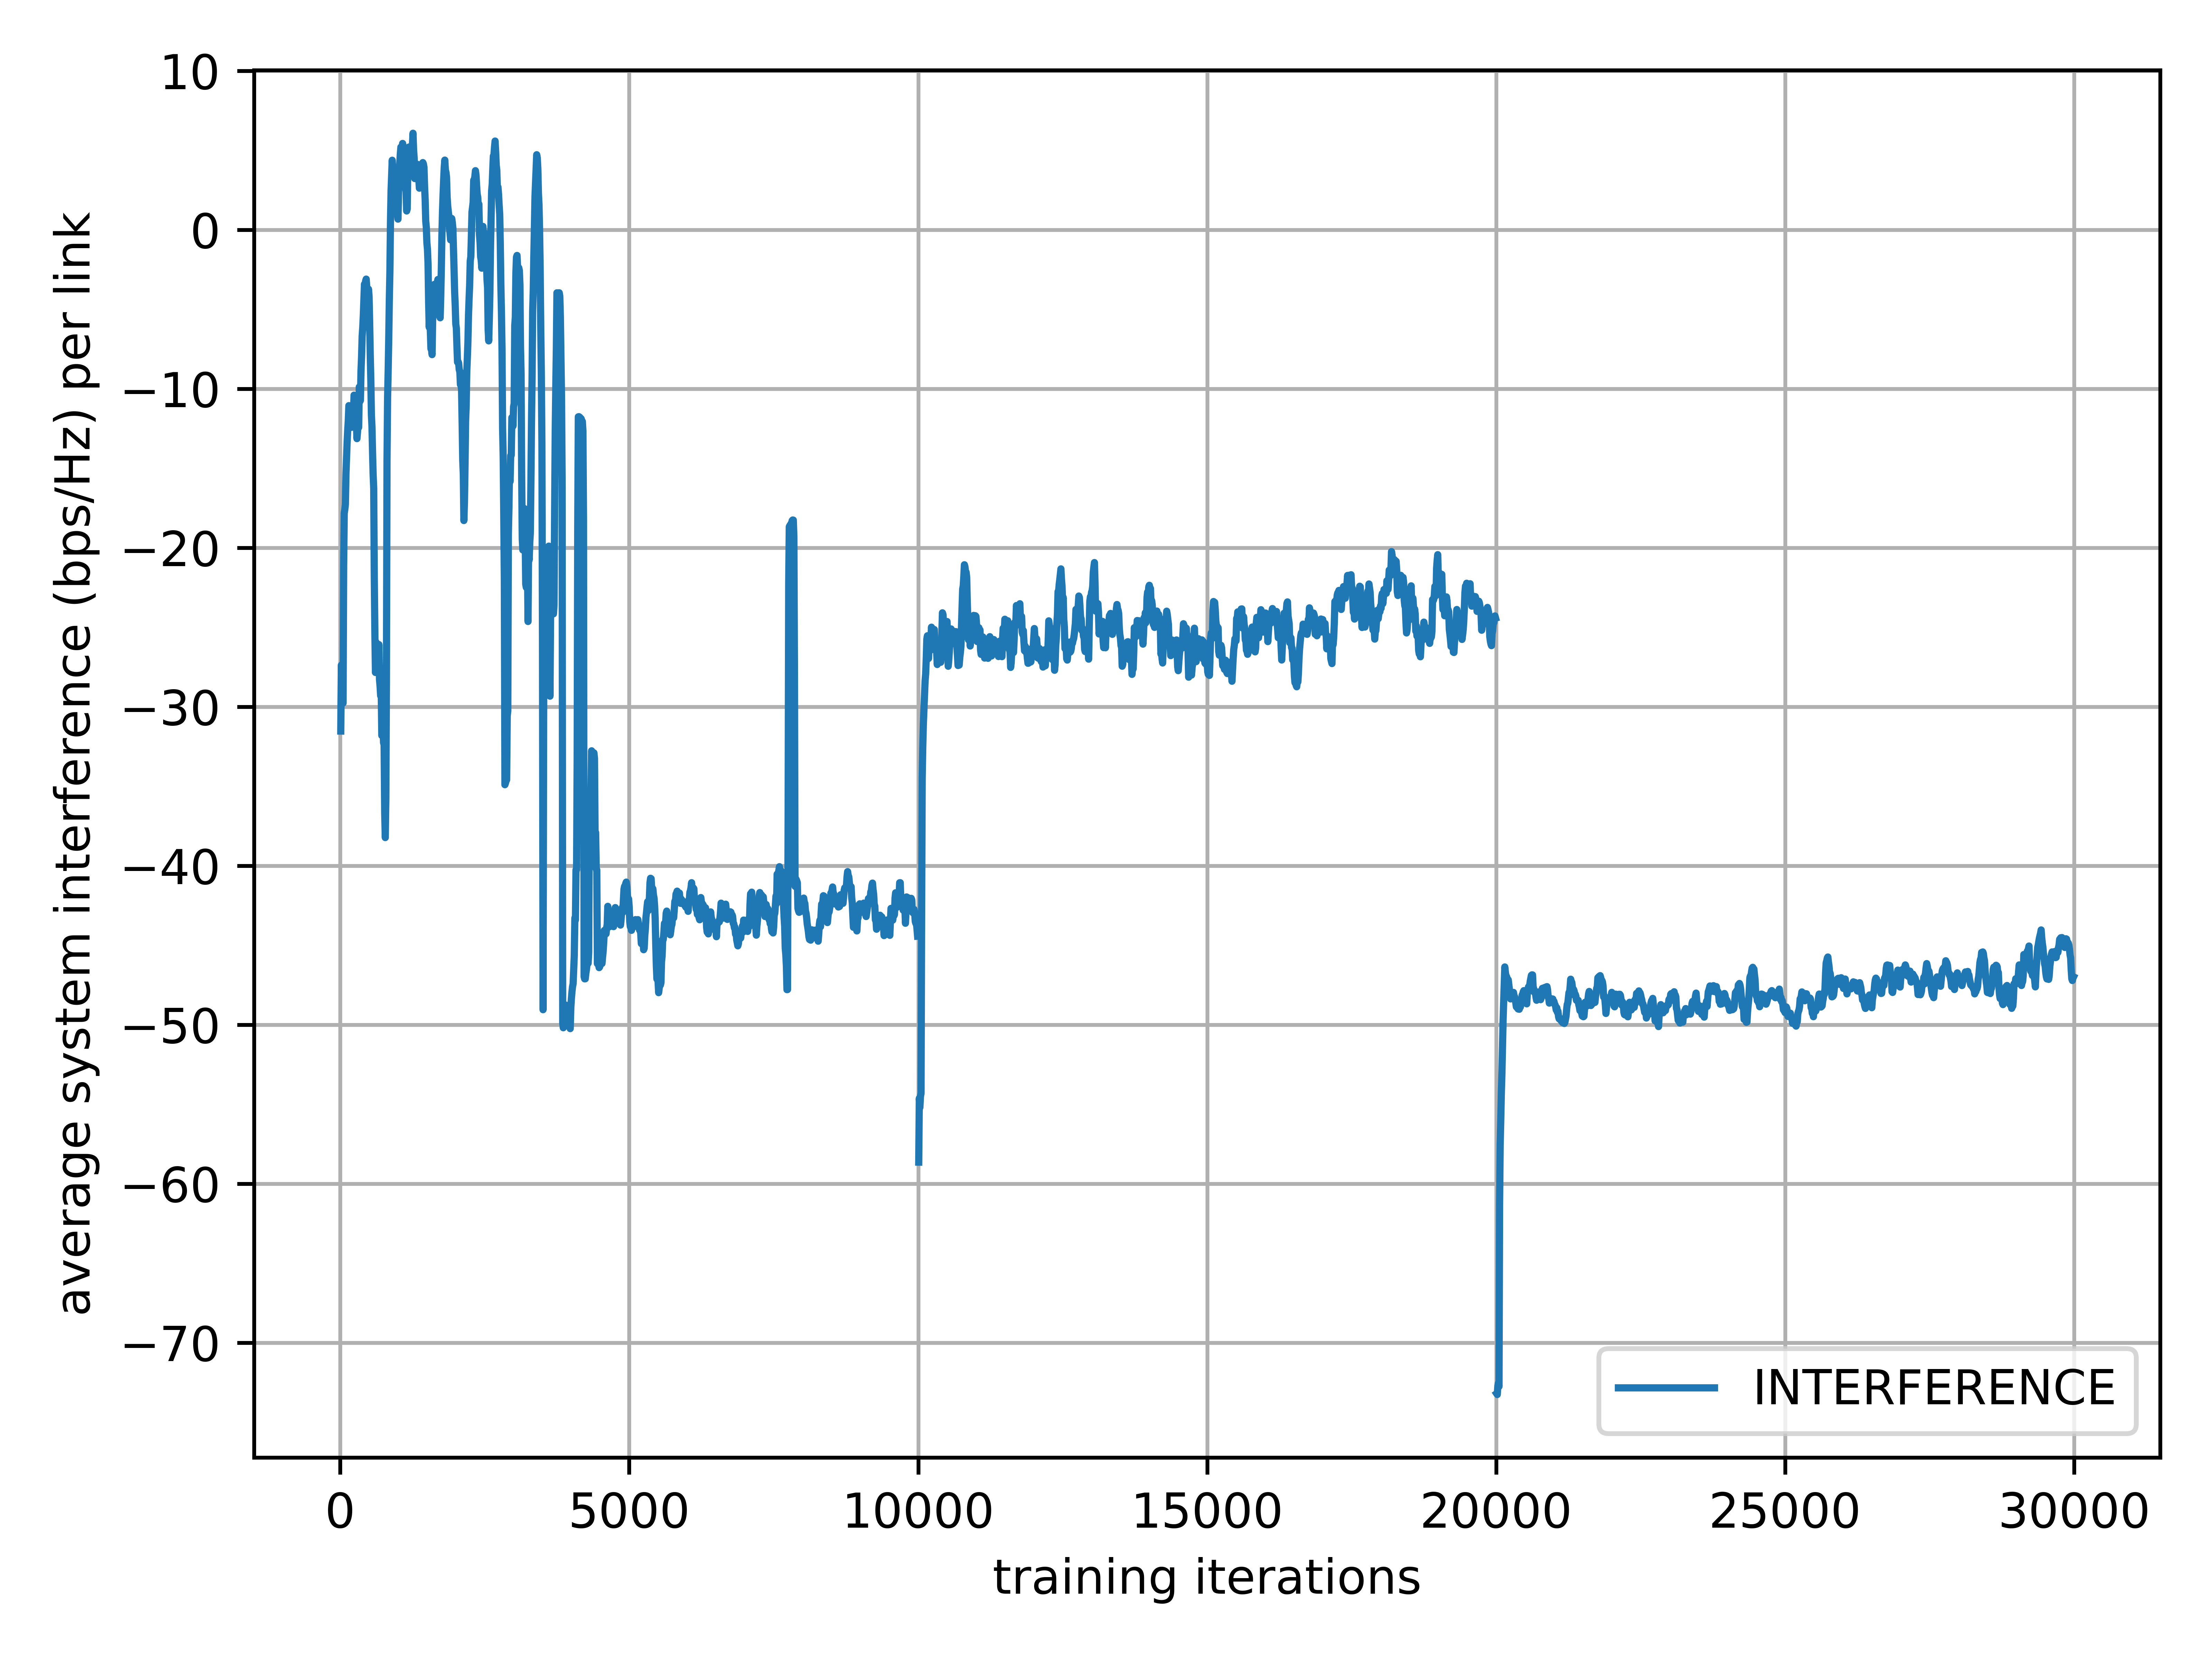 10
0
−10
−20
−30
−40
−50
−60
−70
average system interference (bps/Hz) per link
0 5000 10000 15000 20000 25000 30000
training iterations
INTERFERENCE